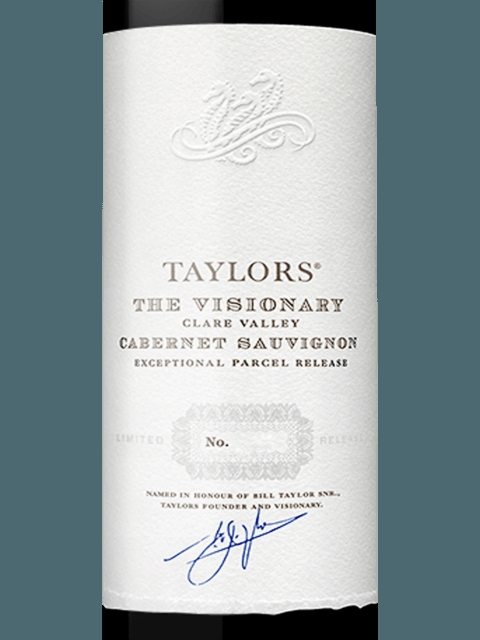 TAYLORS®
THE VISIONARY
CLARE VALLEY
CABERNET SAUVIGNON
EXCEPTIONAL PARCEL RELEASE
LIMITED No. RELEASE
NAMED IN HONOUR OF BILL TAYLOR SNR.,
TAYLORS FOUNDER AND VISIONARY.